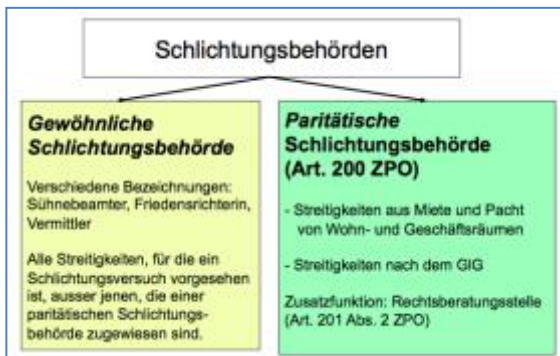 Schlichtungsbehörden
Gewöhnliche
Schlichtungsbehörde
Verschiedene Bezeichnungen:
Sühnebeamter, Friedensrichterin,
Vermittler
Alle Streitigkeiten, für die ein
Schlichtungsversuch vorgesehen
ist, ausser jenen, die einer
paritätischen Schlichtungs-
behörde zugewiesen sind.
Paritätische
Schlichtungsbehörde
(Art. 200 ZPO)
- Streitigkeiten aus Miete und Pacht
von Wohn- und Geschäftsräumen
- Streitigkeiten nach dem GlG
Zusatzfunktion: Rechtsberatungsstelle
(Art. 201 Abs. 2 ZPO)